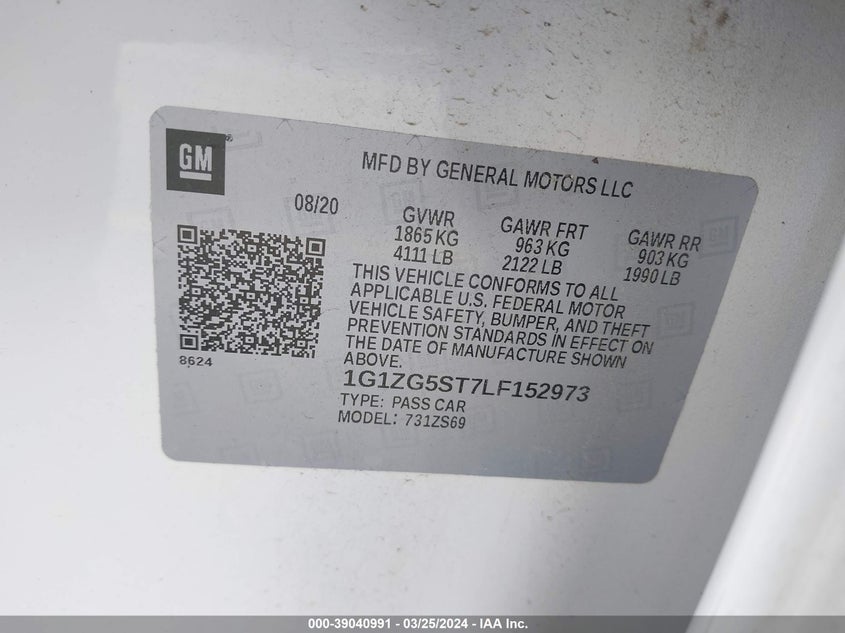 GM
MFD BY GENERAL MOTORS LLC
08/20
GVWR
1865 KG
4111 LB
GAWR FRT
963 KG
2122 LB
GAWR RR
903 KG
1990 LB
THIS VEHICLE CONFORMS TO ALL
APPLICABLE U.S. FEDERAL MOTOR
VEHICLE SAFETY, BUMPER, AND THEFT
PREVENTION STANDARDS IN EFFECT ON
THE DATE OF MANUFACTURE SHOWN
ABOVE.
8624
1G1ZG5ST7LF152973
TYPE: PASS CAR
MODEL: 731ZS69
000-39040991 - 03/25/2024 - IAA Inc.